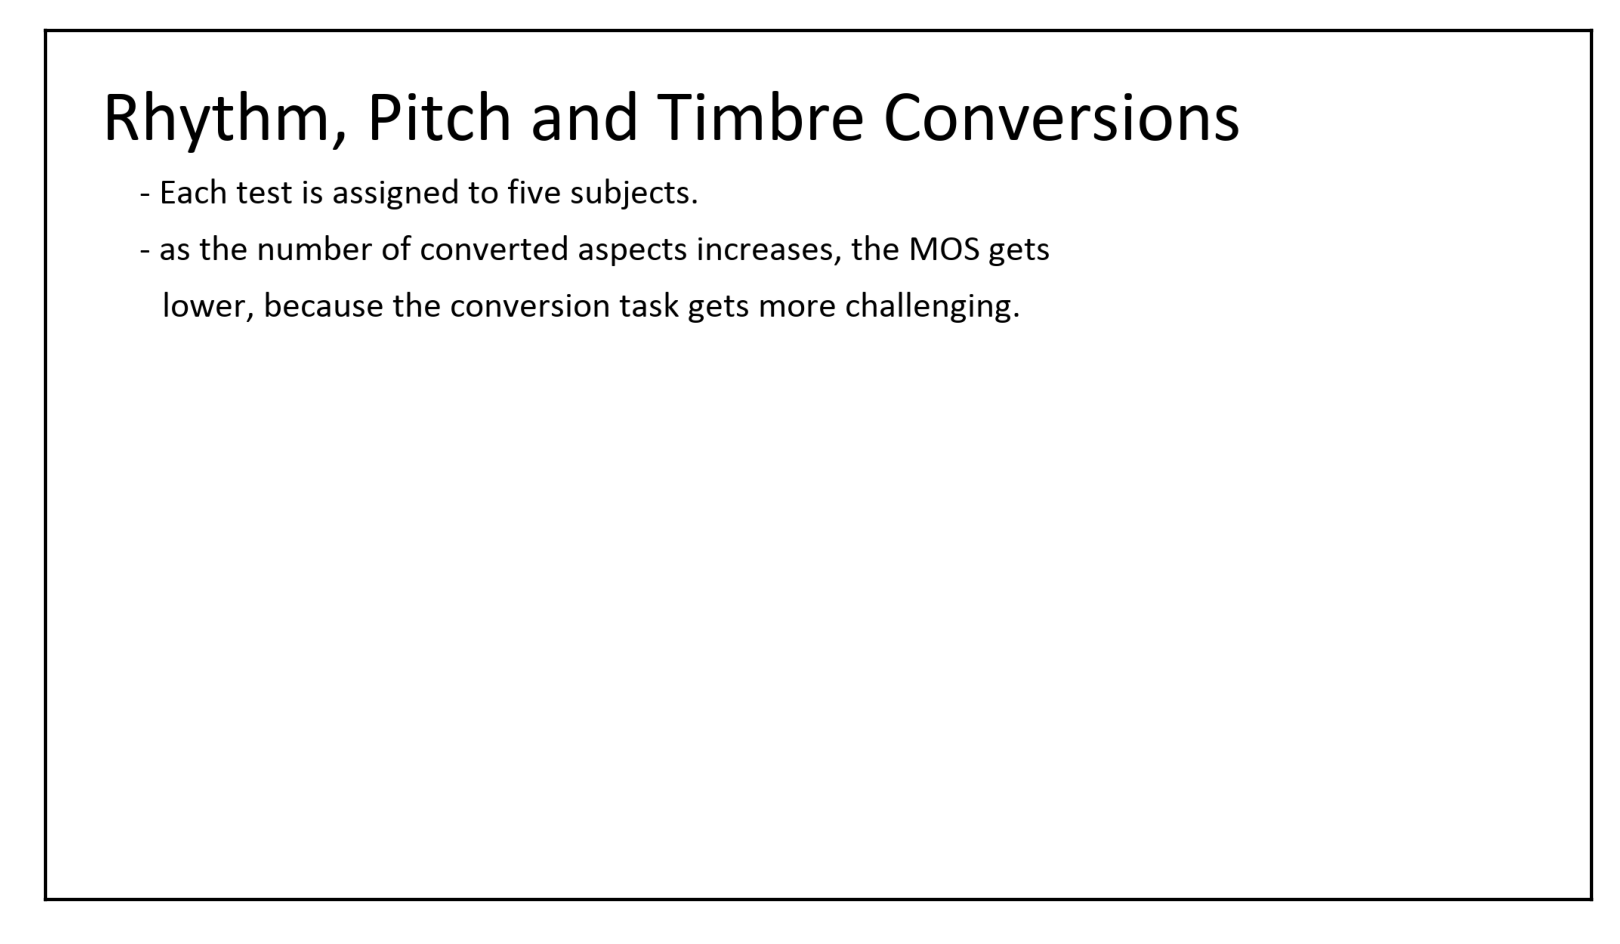 Rhythm, Pitch and Timbre Conversions
- Each test is assigned to five subjects.
- as the number of converted aspects increases, the MOS gets
lower, because the conversion task gets more challenging.